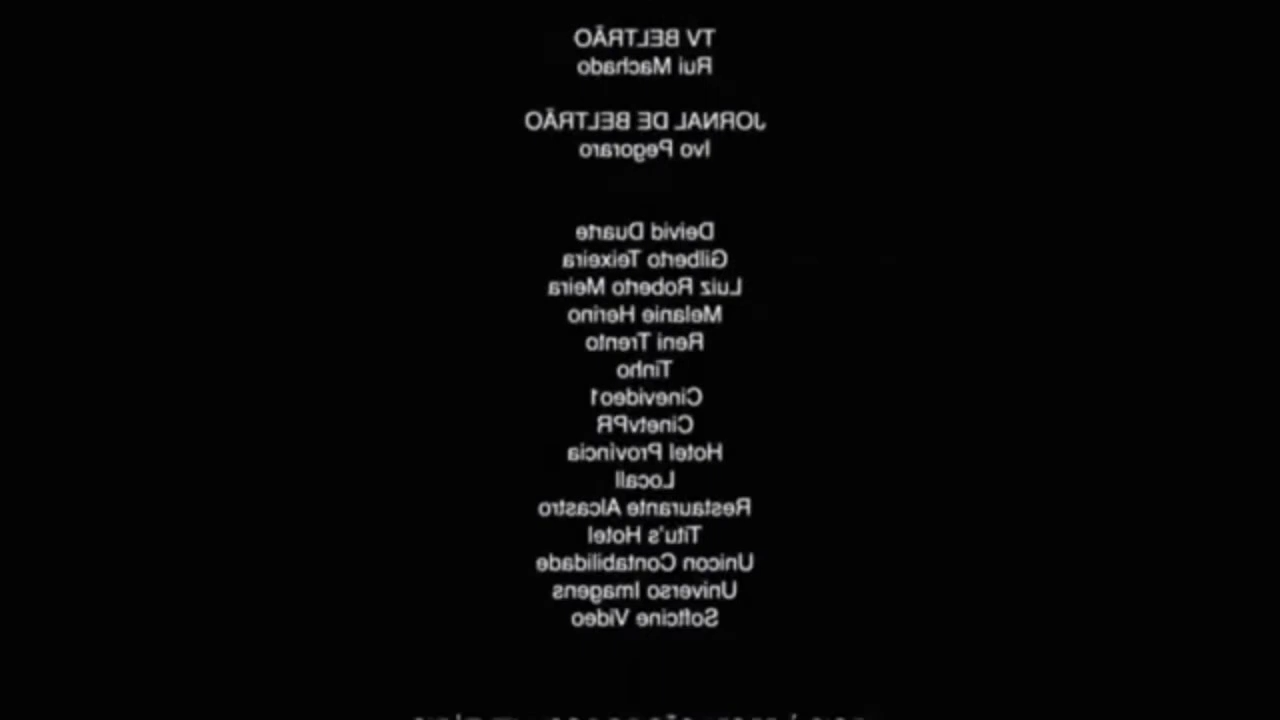 TV BELTRÃO
Rui Machado
JORNAL DE BELTRÃO
Ivo Pegoraro
Deivid Duarte
Gilberto Teixeira
Luiz Roberto Meira
Melanie Herino
Reni Trento
Tinho
Cinevideo1
CinetvPR
Hotel Província
Locall
Restaurante Alcastro
Titu's Hotel
Unicon Contabilidade
Universo Imagens
Softcine Video